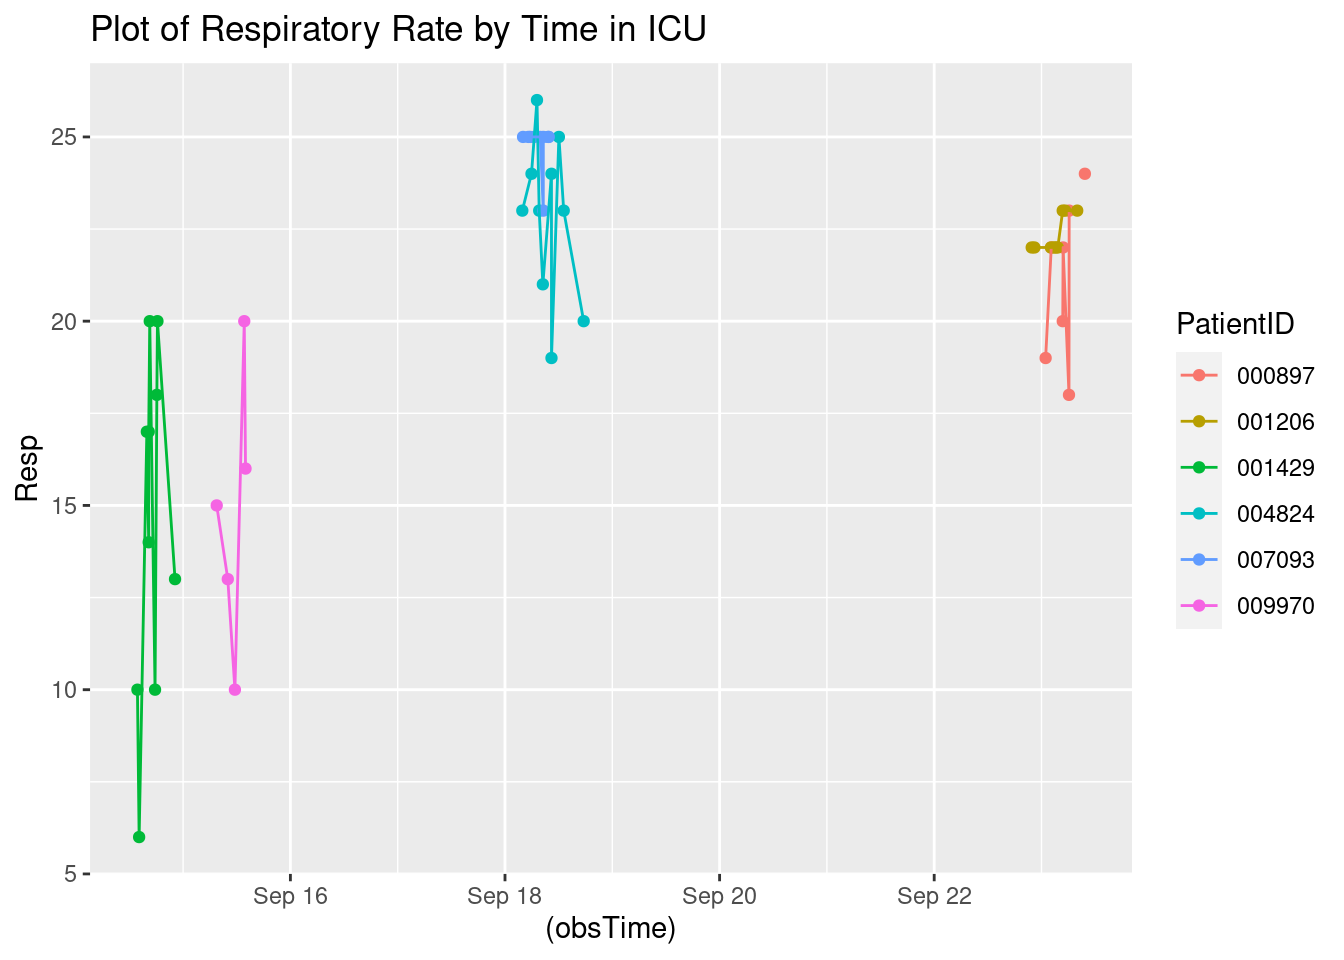 Plot of Respiratory Rate by Time in ICU
25
20
15
10
5
Resp
Sep 16
Sep 18
Sep 20
Sep 22
(obsTime)
PatientID
000897
001206
001429
004824
007093
009970